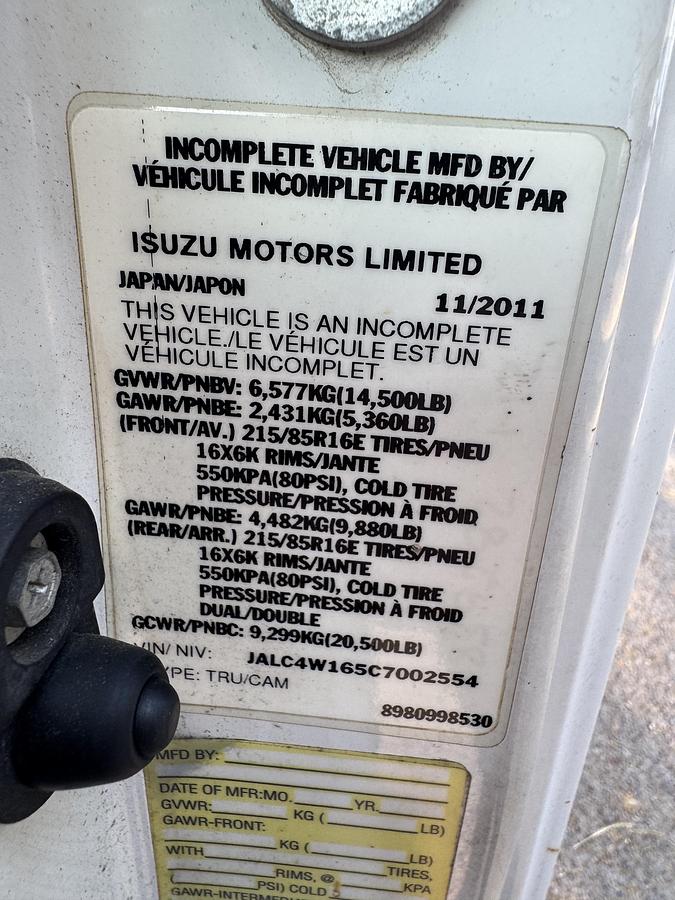 INCOMPLETE VEHICLE MFD BY/
VÉHICULE INCOMPLET FABRIQUÉ PAR
ISUZU MOTORS LIMITED
JAPAN/JAPON 11/2011
THIS VEHICLE IS AN INCOMPLETE
VEHICLE./LE VÉHICULE EST UN
VÉHICULE INCOMPLET.
GVWR/PNBV: 6,577KG(14,500LB)
GAWR/PNBE: 2,431KG(5,360LB)
(FRONT/AV.) 215/85R16E TIRES/PNEU
16X6K RIMS/JANTE
550KPA(80PSI), COLD TIRE
PRESSURE/PRESSION À FROID
GAWR/PNBE: 4,482KG(9,880LB)
(REAR/ARR.) 215/85R16E TIRES/PNEU
16X6K RIMS/JANTE
550KPA(80PSI), COLD TIRE
PRESSURE/PRESSION À FROID
DUAL/DOUBLE
GCWR/PNBC: 9,299KG(20,500LB)
VIN/ NIV: JALC4W165C7002554
YPE: TRU/CAM
8980998530
MFD BY:
DATE OF MFR:MO. YR.
GVWR: KG ( LB)
GAWR-FRONT:
KG ( LB)
WITH TIRES,
RIMS, @ KPA
( PSI) COLD